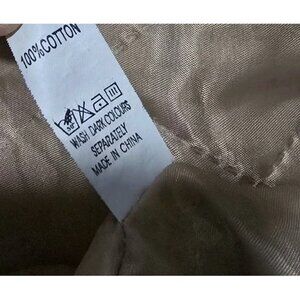 100%COTTON
WASH DARK COLOURS
SEPARATELY
MADE IN CHINA